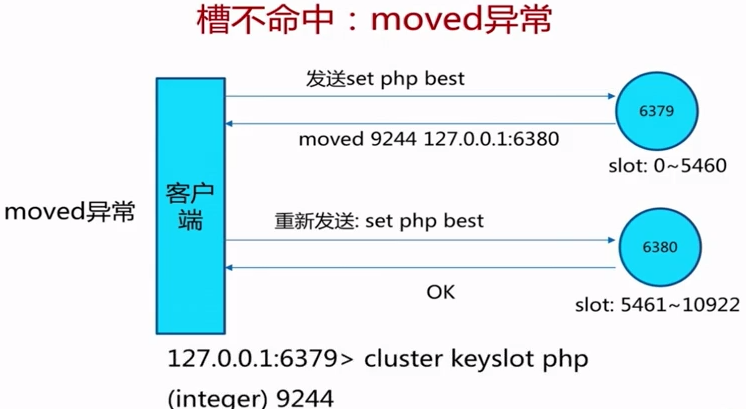 槽不命中：moved异常
发送set php best
6379
moved 9244 127.0.0.1:6380
slot: 0~5460
客户
端
moved异常
重新发送: set php best
6380
OK
slot: 5461~10922
127.0.0.1:6379> cluster keyslot php
(integer) 9244